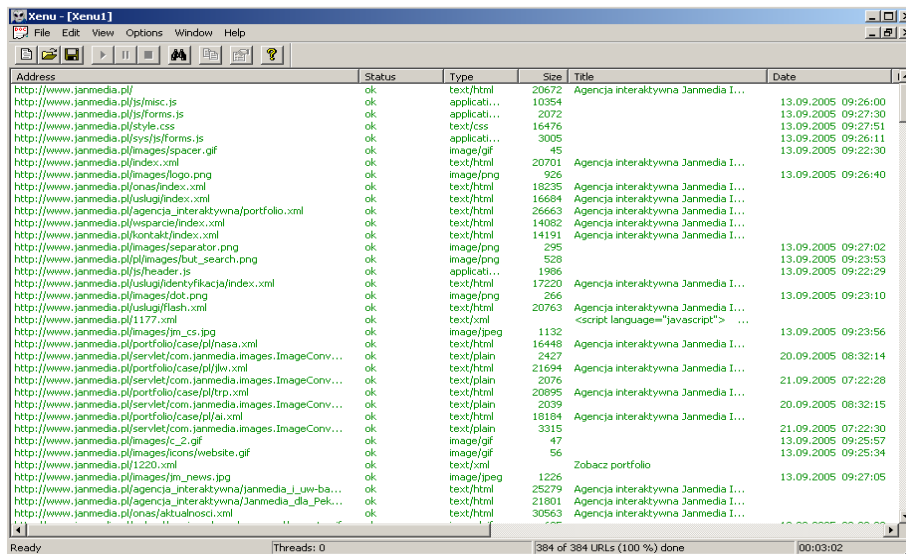 Xenu - [Xenu1]
File Edit View Options Window Help
Address Status Type Size Title Date
http://www.janmedia.pl/ ok text/html 20672 Agencja interaktywna Janmedia I...
http://www.janmedia.pl/js/misc.js ok applicati... 10354 13.09.2005 09:26:00
http://www.janmedia.pl/js/forms.js ok applicati... 2072 13.09.2005 09:27:30
http://www.janmedia.pl/style.css ok text/css 16476 13.09.2005 09:27:51
http://www.janmedia.pl/sys/js/forms.js ok applicati... 3005 13.09.2005 09:26:11
http://www.janmedia.pl/images/spacer.gif ok image/gif 45 13.09.2005 09:22:30
http://www.janmedia.pl/index.xml ok text/html 20701 Agencja interaktywna Janmedia I...
http://www.janmedia.pl/images/logo.png ok image/png 926 13.09.2005 09:26:40
http://www.janmedia.pl/onas/index.xml ok text/html 18235 Agencja interaktywna Janmedia I...
http://www.janmedia.pl/uslugi/index.xml ok text/html 16684 Agencja interaktywna Janmedia I...
http://www.janmedia.pl/agencja_interaktywna/portfolio.xml ok text/html 26663 Agencja interaktywna Janmedia I...
http://www.janmedia.pl/wsparcie/index.xml ok text/html 14082 Agencja interaktywna Janmedia I...
http://www.janmedia.pl/kontakt/index.xml ok text/html 14191 Agencja interaktywna Janmedia I...
http://www.janmedia.pl/images/separator.png ok image/png 295 13.09.2005 09:27:02
http://www.janmedia.pl/pl/images/but_search.png ok image/png 528 13.09.2005 09:23:53
http://www.janmedia.pl/js/header.js ok applicati... 1986 13.09.2005 09:22:29
http://www.janmedia.pl/uslugi/identyfikacja/index.xml ok text/html 17220 Agencja interaktywna Janmedia I...
http://www.janmedia.pl/images/dot.png ok image/png 266 13.09.2005 09:23:10
http://www.janmedia.pl/uslugi/flash.xml ok text/html 20763 Agencja interaktywna Janmedia I...
http://www.janmedia.pl/1177.xml ok text/xml <script language="javascript"> ...
http://www.janmedia.pl/images/jm_cs.jpg ok image/jpeg 1132 13.09.2005 09:23:56
http://www.janmedia.pl/portfolio/case/pl/nasa.xml ok text/html 16448 Agencja interaktywna Janmedia I...
http://www.janmedia.pl/servlet/com.janmedia.images.ImageConv... ok text/plain 2427 20.09.2005 08:32:14
http://www.janmedia.pl/portfolio/case/pl/jlw.xml ok text/html 21694 Agencja interaktywna Janmedia I...
http://www.janmedia.pl/servlet/com.janmedia.images.ImageConv... ok text/plain 2076 21.09.2005 07:22:28
http://www.janmedia.pl/portfolio/case/pl/trp.xml ok text/html 20895 Agencja interaktywna Janmedia I...
http://www.janmedia.pl/servlet/com.janmedia.images.ImageConv... ok text/plain 2039 20.09.2005 08:32:15
http://www.janmedia.pl/portfolio/case/pl/ai.xml ok text/html 18184 Agencja interaktywna Janmedia I...
http://www.janmedia.pl/servlet/com.janmedia.images.ImageConv... ok text/plain 3315 21.09.2005 07:22:30
http://www.janmedia.pl/images/c_2.gif ok image/gif 47 13.09.2005 09:25:57
http://www.janmedia.pl/images/icons/website.gif ok image/gif 56 13.09.2005 09:25:34
http://www.janmedia.pl/1220.xml ok text/xml Zobacz portfolio
http://www.janmedia.pl/images/jm_news.jpg ok image/jpeg 1226 13.09.2005 09:27:05
http://www.janmedia.pl/agencja_interaktywna/janmedia_i_uw-ba... ok text/html 25279 Agencja interaktywna Janmedia I...
http://www.janmedia.pl/agencja_interaktywna/Janmedia_dla_Pek... ok text/html 21801 Agencja interaktywna Janmedia I...
http://www.janmedia.pl/onas/aktualnosci.xml ok text/html 30563 Agencja interaktywna Janmedia I...
Ready Threads: 0 384 of 384 URLs (100 %) done 00:03:02